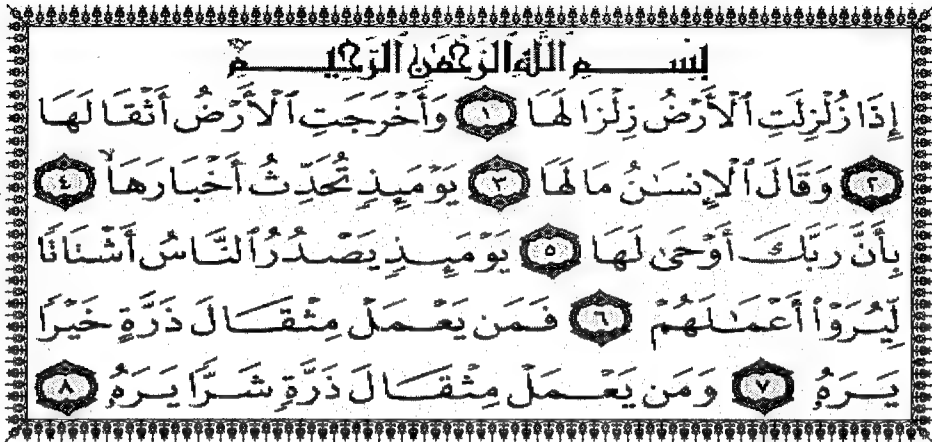 بِسْمِ ٱللَّهِ ٱلرَّحْمَٰنِ ٱلرَّحِيمِ
إِذَا زُلْزِلَتِ ٱلْأَرْضُ زِلْزَالَهَا ١ وَأَخْرَجَتِ ٱلْأَرْضُ أَثْقَالَهَا
٢ وَقَالَ ٱلْإِنسَٰنُ مَا لَهَا ٣ يَوْمَئِذٍ تُحَدِّثُ أَخْبَارَهَا ٤
بِأَنَّ رَبَّكَ أَوْحَىٰ لَهَا ٥ يَوْمَئِذٍ يَصْدُرُ ٱلنَّاسُ أَشْتَاتًا
لِّيُرَوْا۟ أَعْمَٰلَهُمْ ٦ فَمَن يَعْمَلْ مِثْقَالَ ذَرَّةٍ خَيْرًا
يَرَهُۥ ٧ وَمَن يَعْمَلْ مِثْقَالَ ذَرَّةٍ شَرًّا يَرَهُۥ ٨